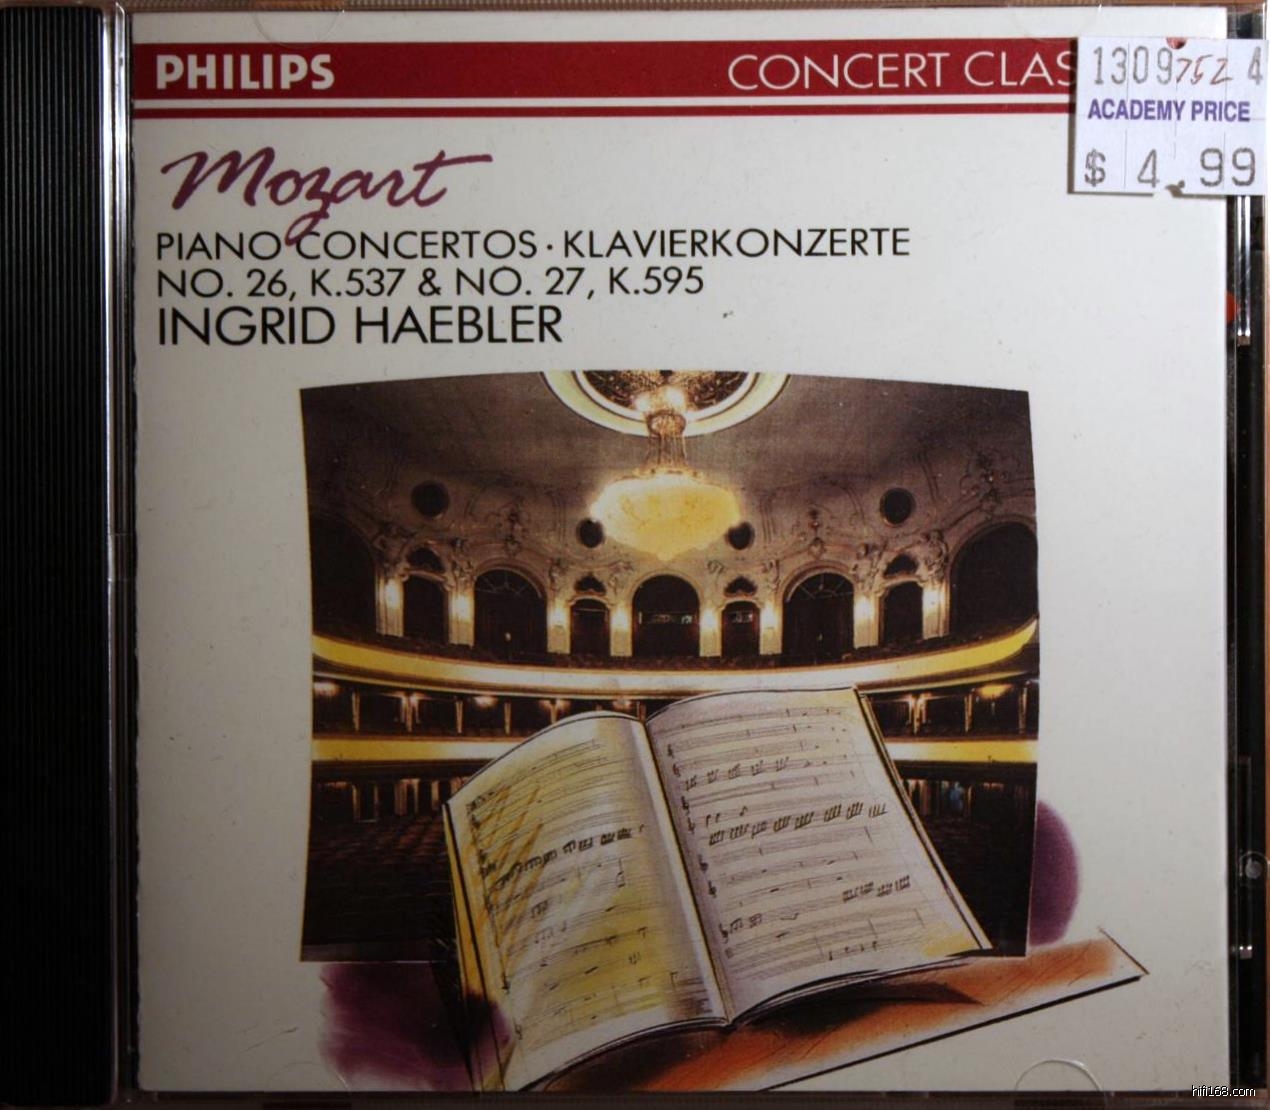 PHILIPS
CONCERT CLAS
1309752 4
ACADEMY PRICE
$ 4.99
Mozart
PIANO CONCERTOS · KLAVIERKONZERTE
NO. 26, K.537 & NO. 27, K.595
INGRID HAEBLER
hifi168.com